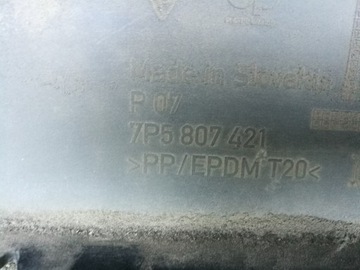 Made in Slovakia
P 07
7P5 807 421
>PP/EPDM T20<